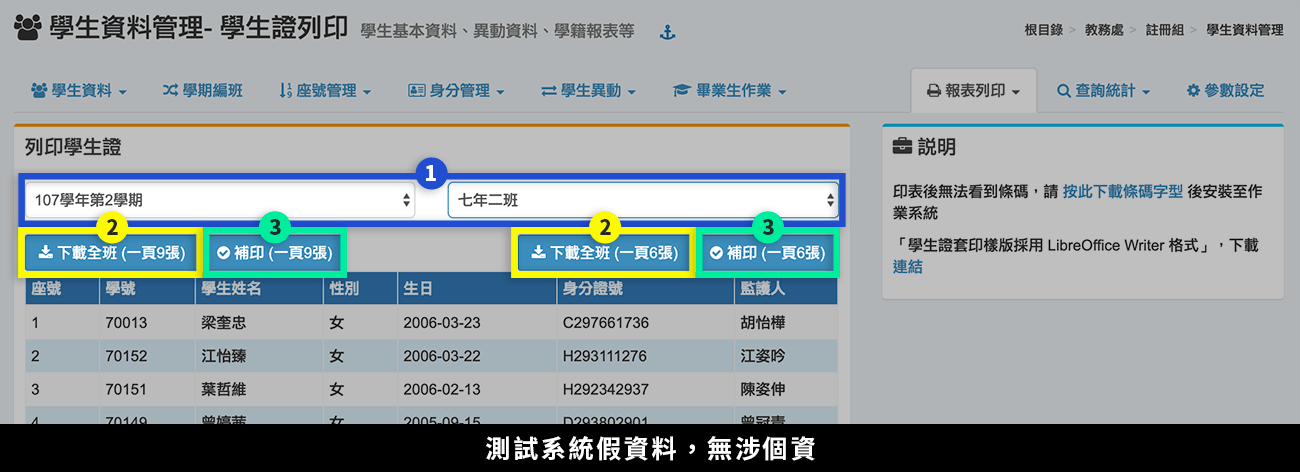 學生資料管理- 學生證列印 學生基本資料、異動資料、學籍報表等
根目錄 > 教務處 > 註冊組 > 學生資料管理
學生資料 學期編班 座號管理 身分管理 學生異動 畢業生作業 報表列印 查詢統計 參數設定
列印學生證
1
107學年第2學期 七年二班
2 3 2 3
下載全班 (一頁9張) 補印 (一頁9張) 下載全班 (一頁6張) 補印 (一頁6張)
座號 學號 學生姓名 性別 生日 身分證號 監護人
1 70013 梁奎忠 女 2006-03-23 C297661736 胡怡樺
2 70152 江怡臻 女 2006-03-22 H293111276 江姿吟
3 70151 葉哲維 女 2006-02-13 H292342937 陳姿伸
4 70149 曾婷茜 女 2005-09-15 D293802901 曾冠青
説明
印表後無法看到條碼，請 按此下載條碼字型 後安裝至作
業系統
「學生證套印樣版採用 LibreOffice Writer 格式」，下載
連結
測試系統假資料，無涉個資